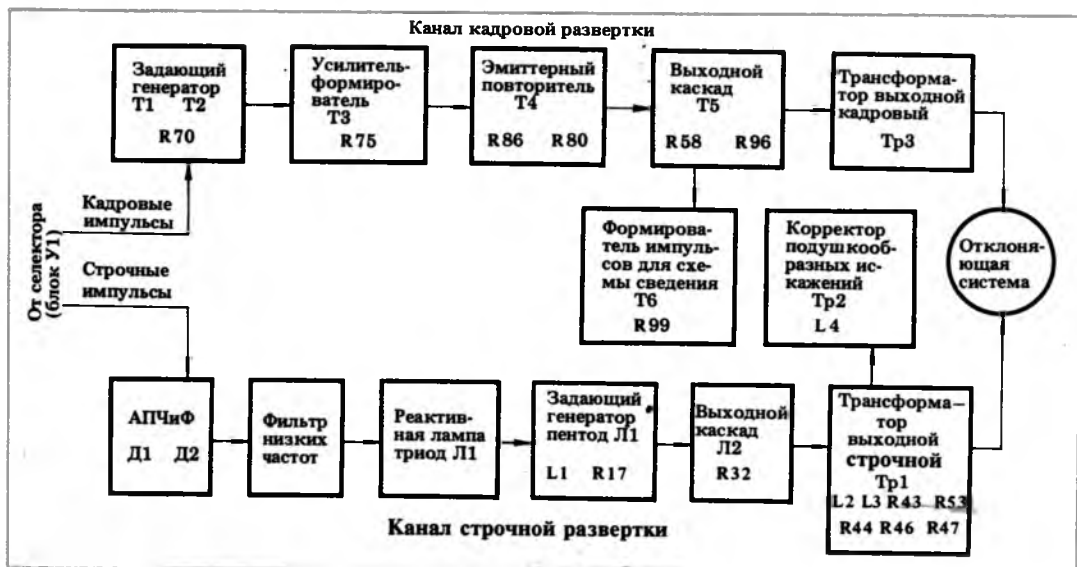 Канал кадровой развертки
Задающий
генератор
Т1 Т2
R70
Усилитель-
формирова-
тель
Т3
R75
Эмиттерный
повторитель
Т4
R86 R80
Выходной
каскад
Т5
R58 R96
Трансформа-
тор выходной
кадровый
Тр3
Кадровые
импульсы
От селектора
(блок У1)
Строчные
импульсы
Формирова-
тель импуль-
сов для схе-
мы сведения
Т6
R99
Корректор
подушкооб-
разных ис-
кажений
Тр2
L4
Отклоня-
ющая
система
АПЧиФ
Д1 Д2
Фильтр
низких
частот
Реактив-
ная лампа
триод Л1
Задающий
генератор
пентод Л1
L1 R17
Выходной
каскад
Л2
R32
Трансформа-
тор
выходной
строчной
Тр1
L2 L3 R43 R53
R44 R46 R47
Канал строчной развертки